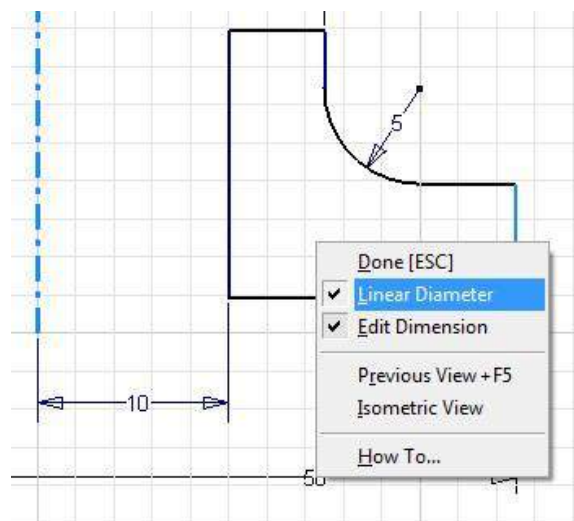 5
Done [ESC]
Linear Diameter
Edit Dimension
Previous View +F5
Isometric View
How To...
10